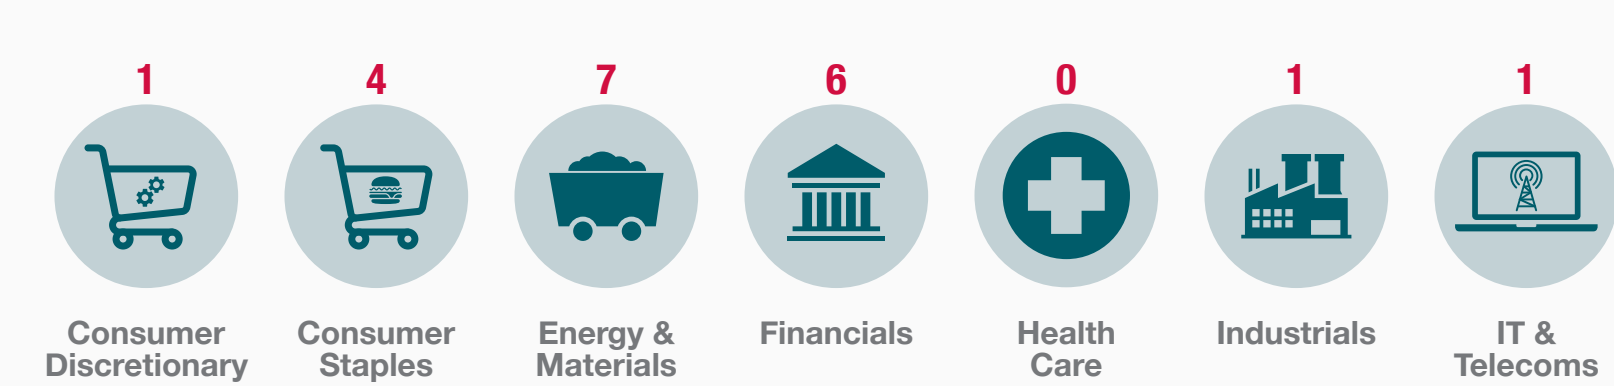 1 4 7 6 0 1 1
Consumer Consumer Energy & Financials Health Industrials IT &
Discretionary Staples Materials Care Telecoms